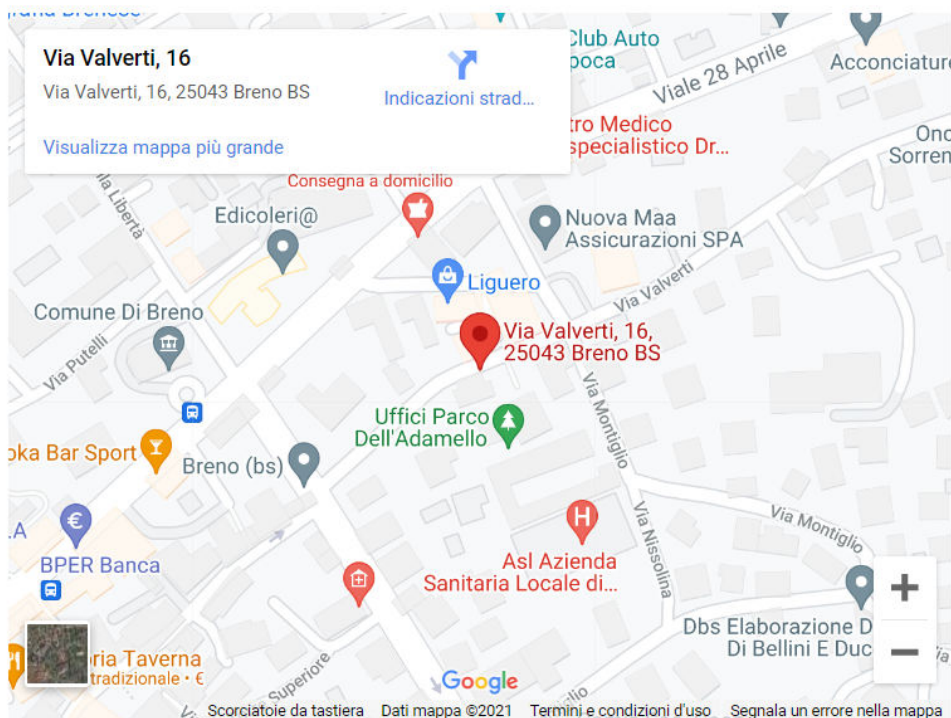 Via Valverti, 16
Via Valverti, 16, 25043 Breno BS
Indicazioni strad...
Visualizza mappa più grande
Club Auto
Viale 28 Aprile
Acconciature
tro Medico
specialistico Dr...
Sorren
Consegna a domicilio
Libertà
Edicoleri@
Nuova Maa
Assicurazioni SPA
Liguero
Via Valverti
Comune Di Breno
Via Putelli
Via Valverti, 16,
25043 Breno BS
Uffici Parco
Dell'Adamello
Via Montiglio
oka Bar Sport
Breno (bs)
H
Via Montiglio
Via Nissolina
€
BPER Banca
Asl Azienda
Sanitaria Locale di...
+
Dbs Elaborazione D
Di Bellini E Duc
−
ria Taverna
tradizionale • €
Superiore
Google
Scorciatoie da tastiera
Dati mappa ©2021
Termini e condizioni d'uso
Segnala un errore nella mappa